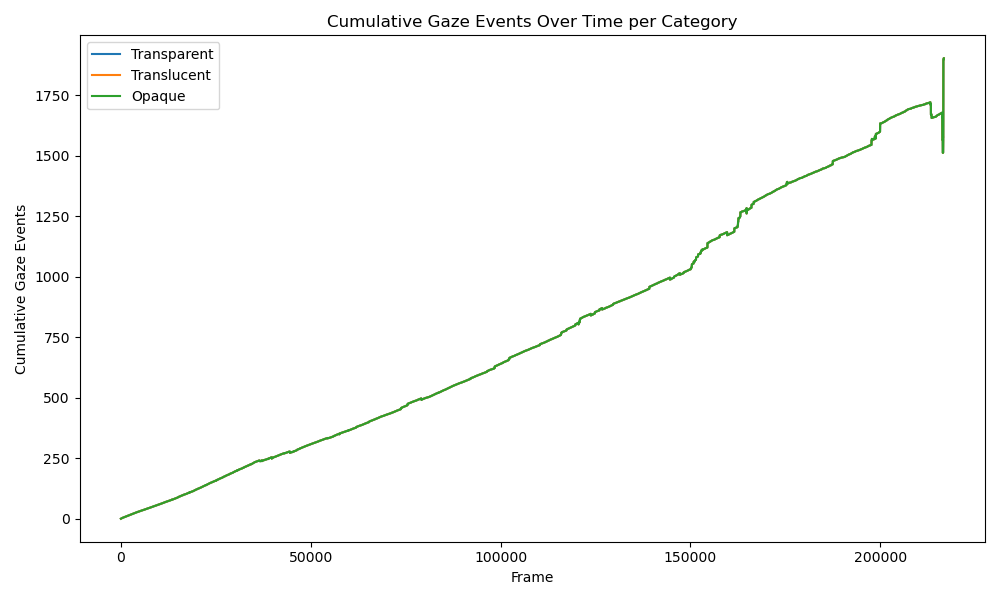 Cumulative Gaze Events Over Time per Category
Transparent
Translucent
Opaque
1750
1500
1250
1000
750
500
250
0
Cumulative Gaze Events
0 50000 100000 150000 200000
Frame